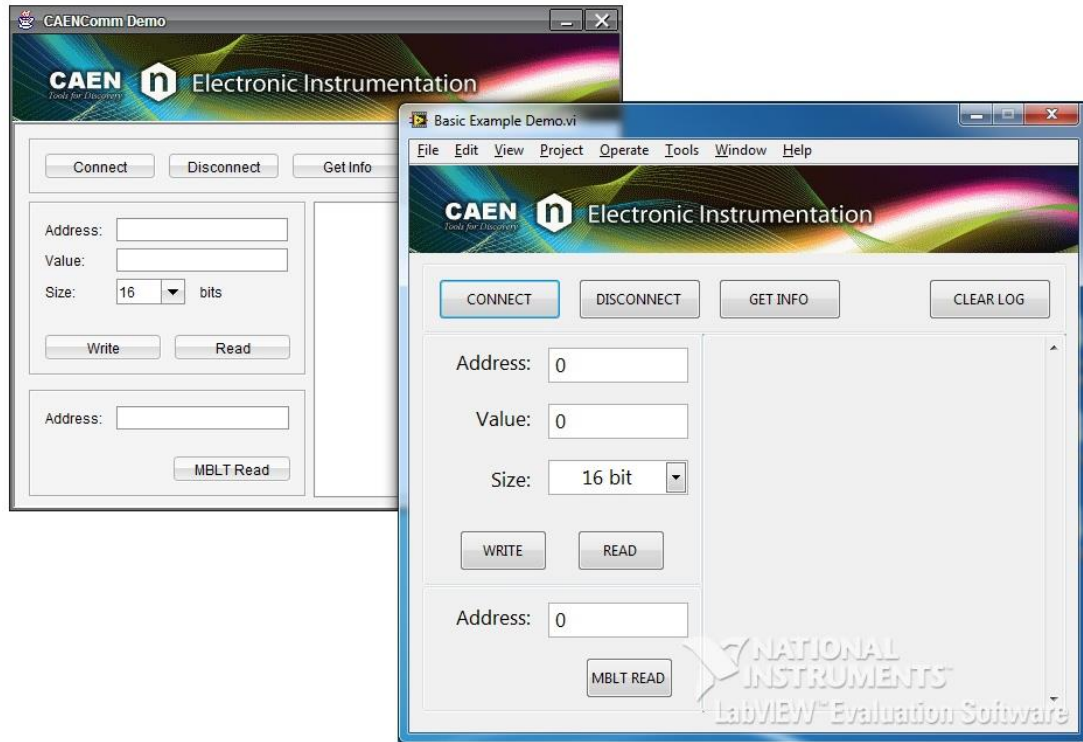 CAENComm Demo
CAEN n Electronic Instrumentation
Tools for Discovery
Connect Disconnect Get Info
Address:
Value:
Size: 16 bits
Write Read
Address:
MBLT Read
Basic Example Demo.vi
File Edit View Project Operate Tools Window Help
CAEN n Electronic Instrumentation
Tools for Discovery
CONNECT DISCONNECT GET INFO CLEAR LOG
Address: 0
Value: 0
Size: 16 bit
WRITE READ
Address: 0
MBLT READ
NATIONAL
INSTRUMENTS™
LabVIEW™ Evaluation Software